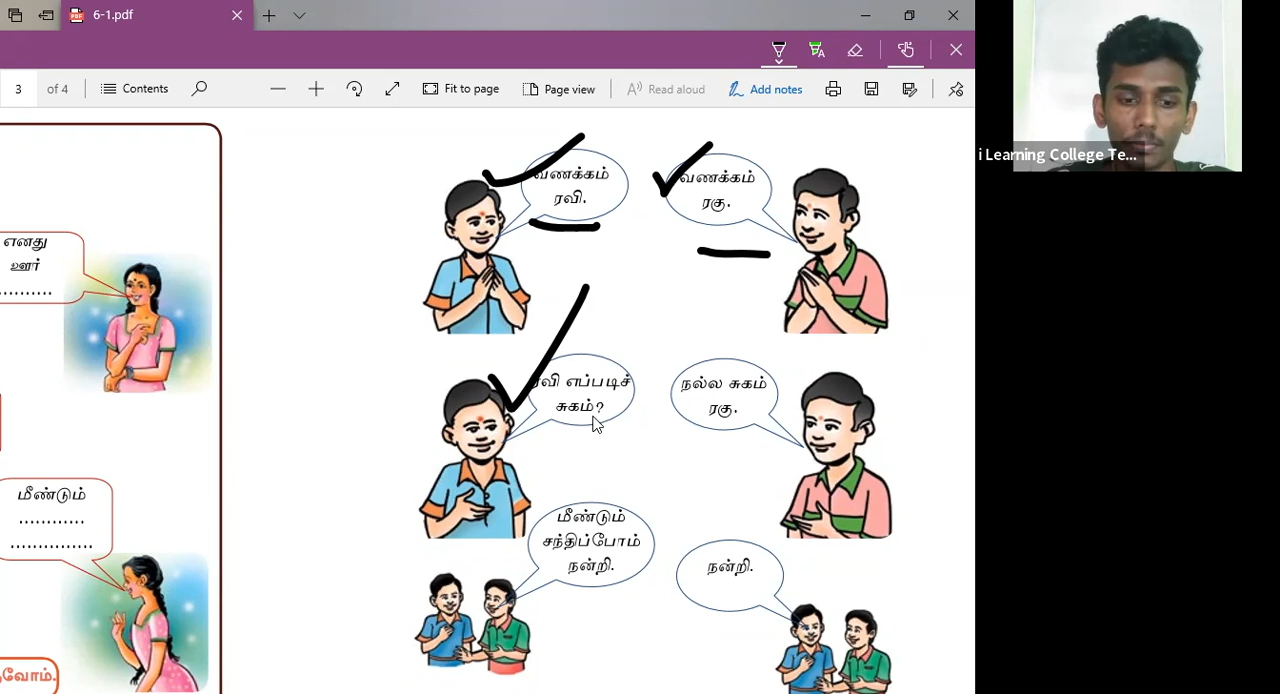 6-1.pdf
3 of 4 Contents Fit to page Page view Read aloud Add notes
i Learning College Te...
வணக்கம்
ரவி.
வணக்கம்
ரகு.
எனது
ஊர்
..........
ரவி எப்படிச்
சுகம்?
நல்ல சுகம்
ரகு.
மீண்டும்
............
...............
மீண்டும்
சந்திப்போம்
நன்றி.
நன்றி.
வோம்.